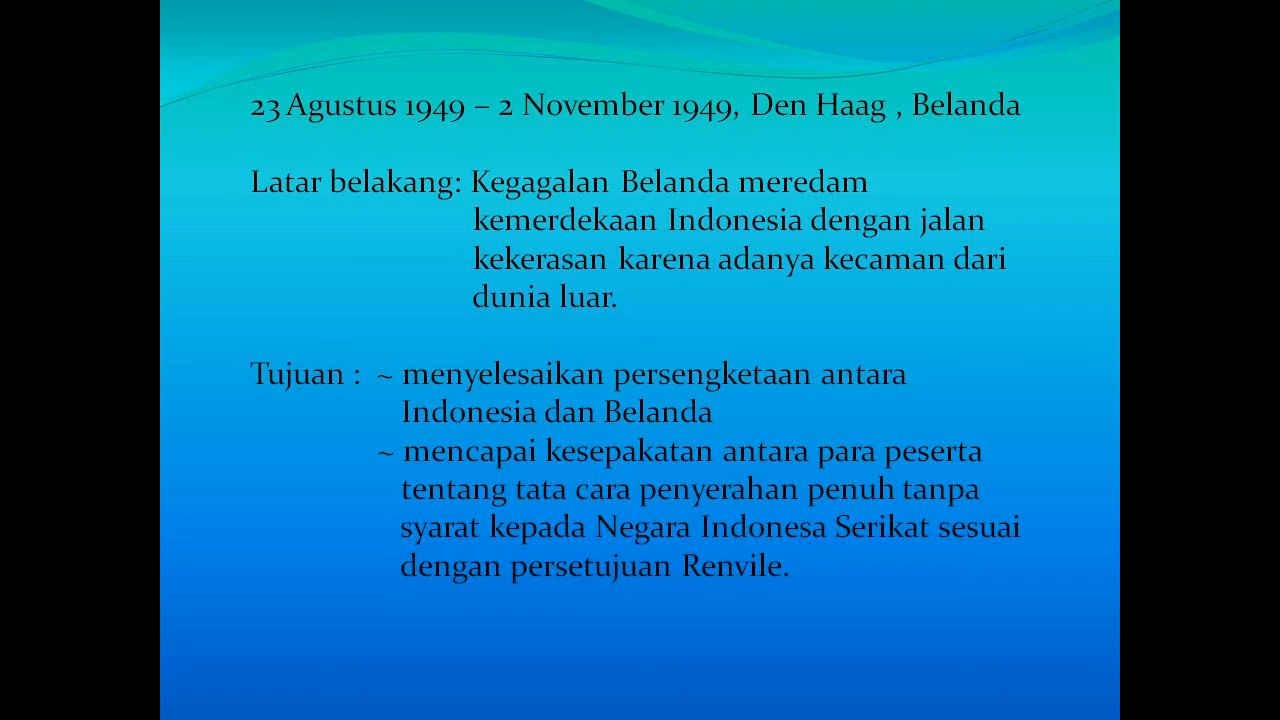 23 Agustus 1949 – 2 November 1949, Den Haag , Belanda
Latar belakang: Kegagalan Belanda meredam
kemerdekaan Indonesia dengan jalan
kekerasan karena adanya kecaman dari
dunia luar.
Tujuan : ~ menyelesaikan persengketaan antara
Indonesia dan Belanda
~ mencapai kesepakatan antara para peserta
tentang tata cara penyerahan penuh tanpa
syarat kepada Negara Indonesa Serikat sesuai
dengan persetujuan Renvile.